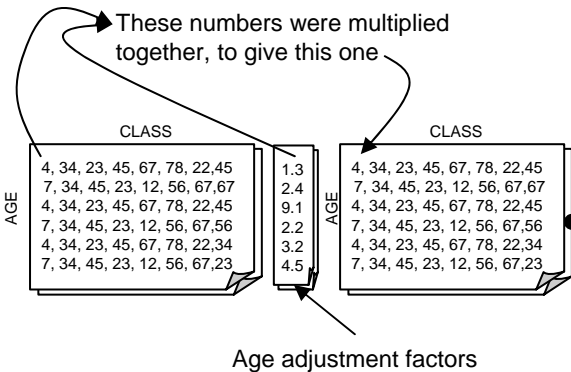 These numbers were multiplied
together, to give this one
CLASS
AGE
4, 34, 23, 45, 67, 78, 22,45
7, 34, 45, 23, 12, 56, 67,67
4, 34, 23, 45, 67, 78, 22,45
7, 34, 45, 23, 12, 56, 67,56
4, 34, 23, 45, 67, 78, 22,34
7, 34, 45, 23, 12, 56, 67,23
1.3
2.4
9.1
2.2
3.2
4.5
CLASS
AGE
4, 34, 23, 45, 67, 78, 22,45
7, 34, 45, 23, 12, 56, 67,67
4, 34, 23, 45, 67, 78, 22,45
7, 34, 45, 23, 12, 56, 67,56
4, 34, 23, 45, 67, 78, 22,34
7, 34, 45, 23, 12, 56, 67,23
Age adjustment factors